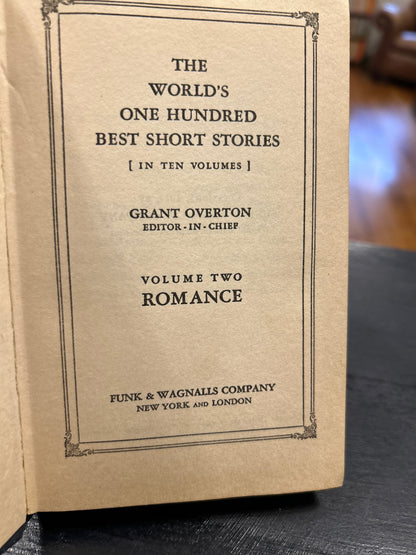 THE
WORLD'S
ONE HUNDRED
BEST SHORT STORIES
[ IN TEN VOLUMES ]
GRANT OVERTON
EDITOR-IN-CHIEF
VOLUME TWO
ROMANCE
FUNK & WAGNALLS COMPANY
NEW YORK AND LONDON